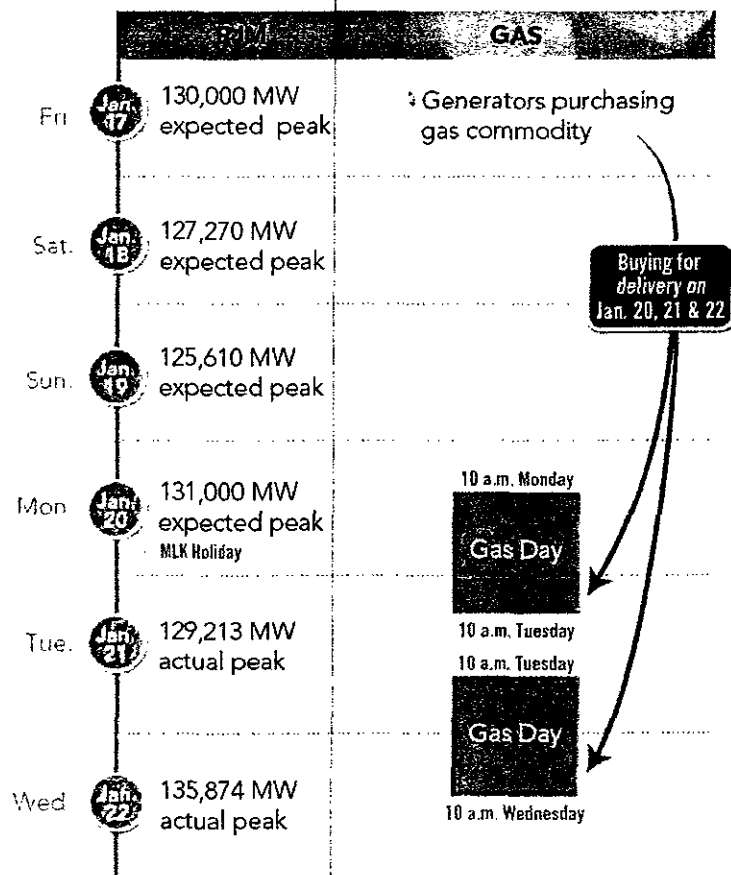 PJM
GAS
Fri
Jan.
17
130,000 MW
expected peak
Generators purchasing
gas commodity
Sat.
Jan.
18
127,270 MW
expected peak
Buying for
delivery on
Jan. 20, 21 & 22
Sun.
Jan.
19
125,610 MW
expected peak
Mon
Jan.
20
131,000 MW
expected peak
MLK Holiday
10 a.m. Monday
Gas Day
10 a.m. Tuesday
Tue.
Jan.
21
129,213 MW
actual peak
10 a.m. Tuesday
Gas Day
10 a.m. Wednesday
Wed
Jan.
22
135,874 MW
actual peak